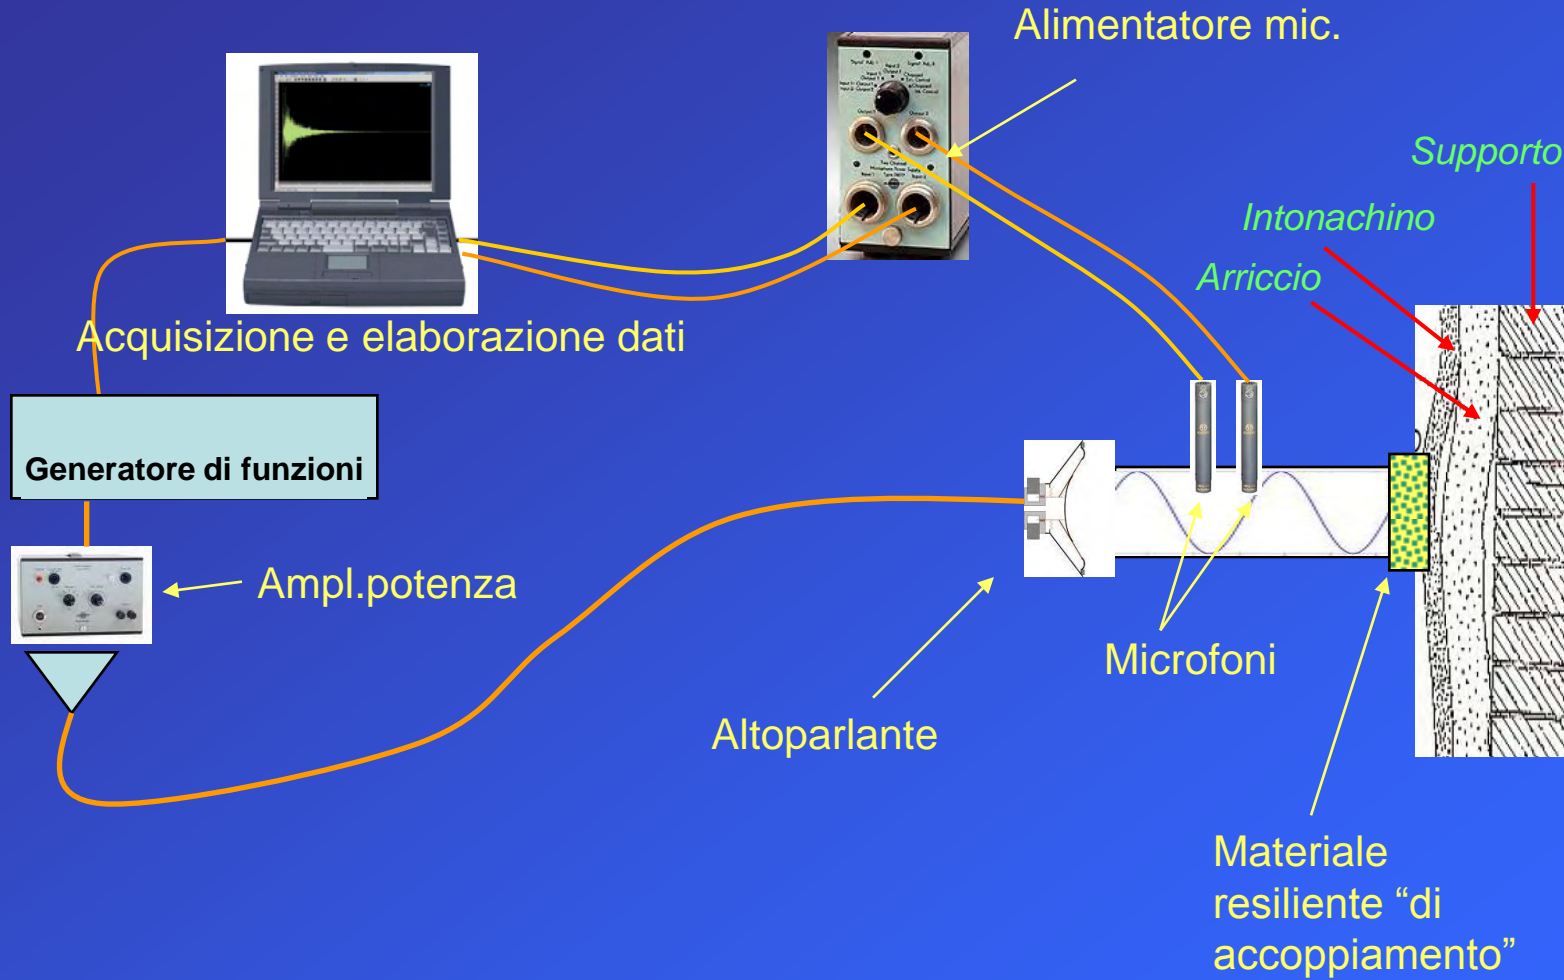 Alimentatore mic.
Supporto
Intonachino
Arriccio
Acquisizione e elaborazione dati
Generatore di funzioni
Ampl.potenza
Microfoni
Altoparlante
Materiale
resiliente “di
accoppiamento”